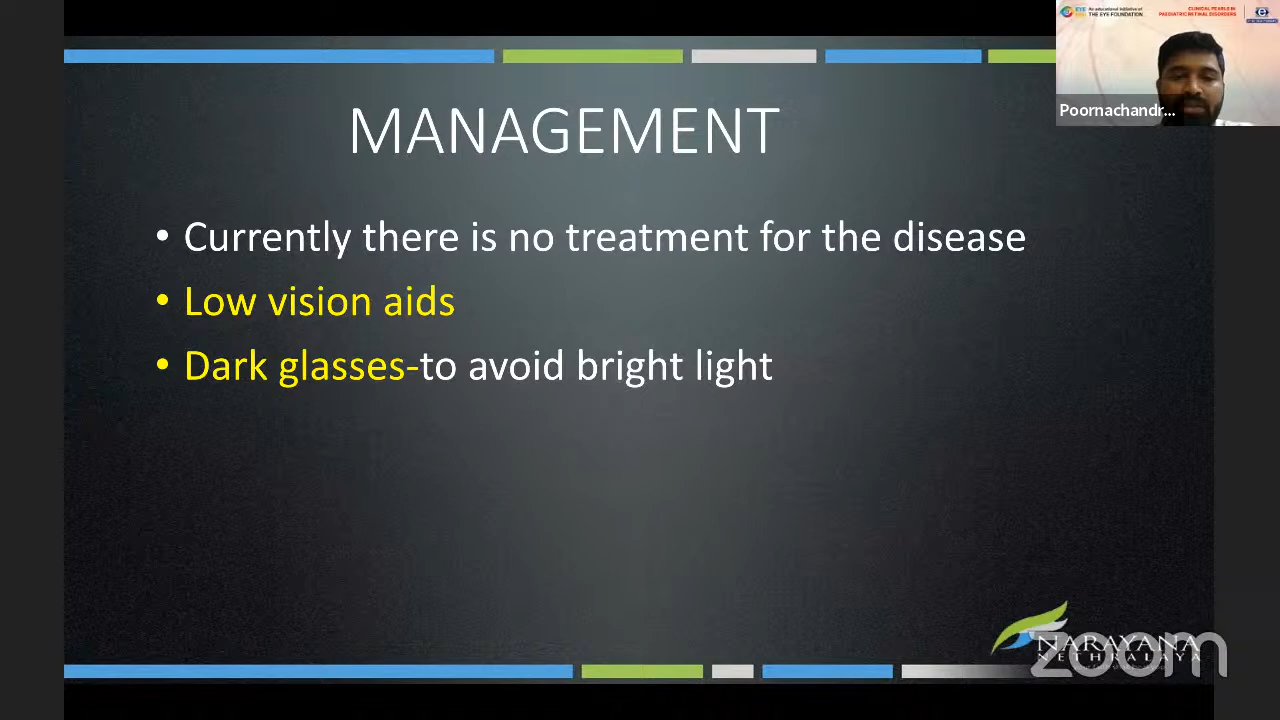 An educational initiative of
THE EYE FOUNDATION
CLINICAL PEARLS IN
PAEDIATRIC RETINAL DISORDERS
Poornachandr...
MANAGEMENT
• Currently there is no treatment for the disease
• Low vision aids
• Dark glasses-to avoid bright light
NARAYANA
NETHRALAYA
zoom